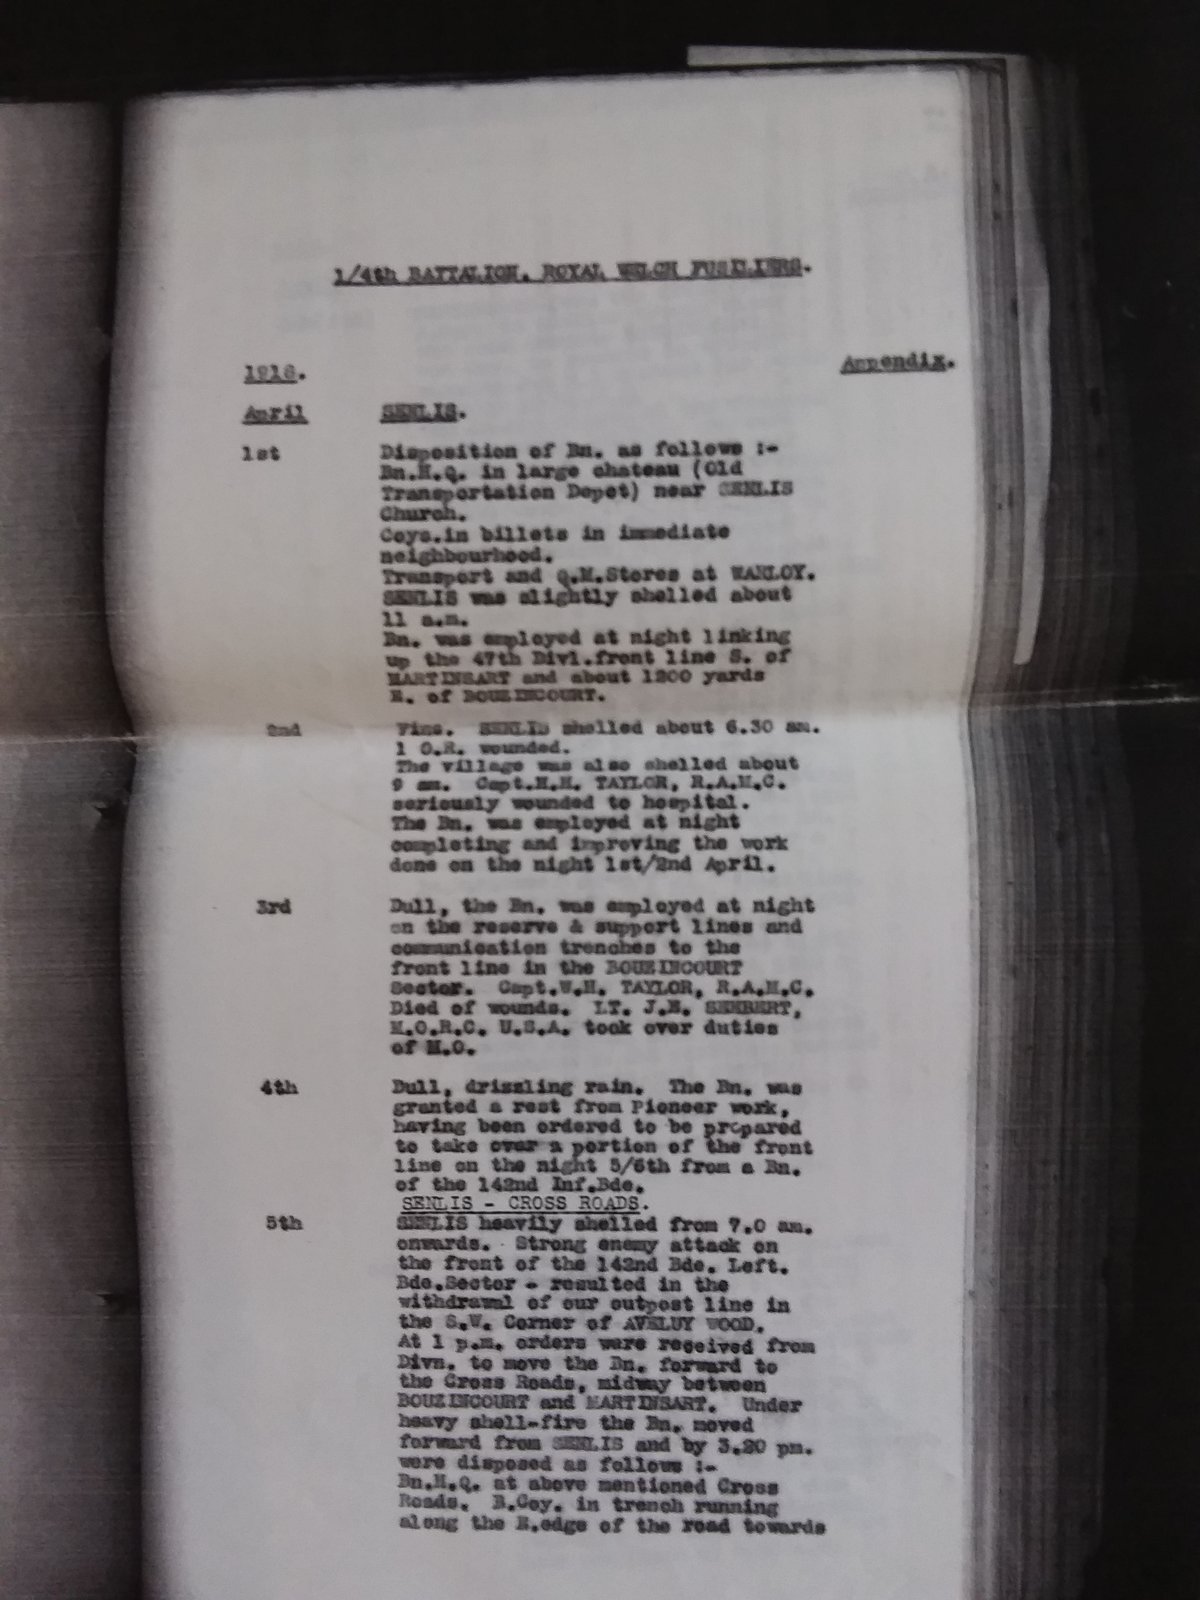 1/4th BATTALION. ROYAL WELCH FUSILIERS.
1918. Appendix.
April SENLIS.
1st Disposition of Bn. as follows :-
Bn.H.Q. in large chateau (Old
Transportation Depot) near SENLIS
Church.
Coys.in billets in immediate
neighbourhood.
Transport and Q.M.Stores at WARLOY.
SENLIS was slightly shelled about
11 a.m.
Bn. was employed at night linking
up the 47th Divl.front line S. of
MARTINSART and about 1200 yards
E. of BOUZINCOURT.
2nd Fine. SENLIS shelled about 6.30 am.
1 O.R. wounded.
The village was also shelled about
9 am. Capt.H.H. TAYLOR, R.A.M.C.
seriously wounded to hospital.
The Bn. was employed at night
completing and improving the work
done on the night 1st/2nd April.
3rd Dull, the Bn. was employed at night
on the reserve & support lines and
communication trenches to the
front line in the BOUZINCOURT
Sector. Capt.W.H. TAYLOR, R.A.M.C.
Died of wounds. LT. J.E.
M.O.R.C. U.S.A. took over duties
of M.O.
4th Dull, drizzling rain. The Bn. was
granted a rest from Pioneer work,
having been ordered to be prepared
to take over a portion of the front
line on the night 5/6th from a Bn.
of the 142nd Inf.Bde.
SENLIS - CROSS ROADS.
5th SENLIS heavily shelled from 7.0 am.
onwards. Strong enemy attack on
the front of the 142nd Bde. Left.
Bde.Sector - resulted in the
withdrawal of our outpost line in
the S.W. Corner of AVELUY WOOD.
At 1 p.m. orders were received from
Divn. to move the Bn. forward to
the Cross Roads, midway between
BOUZINCOURT and MARTINSART. Under
heavy shell-fire the Bn. moved
forward from SENLIS and by 3.20 pm.
were disposed as follows :-
Bn.H.Q. at above mentioned Cross
Roads. B.Coy. in trench running
along the E.edge of the road towards